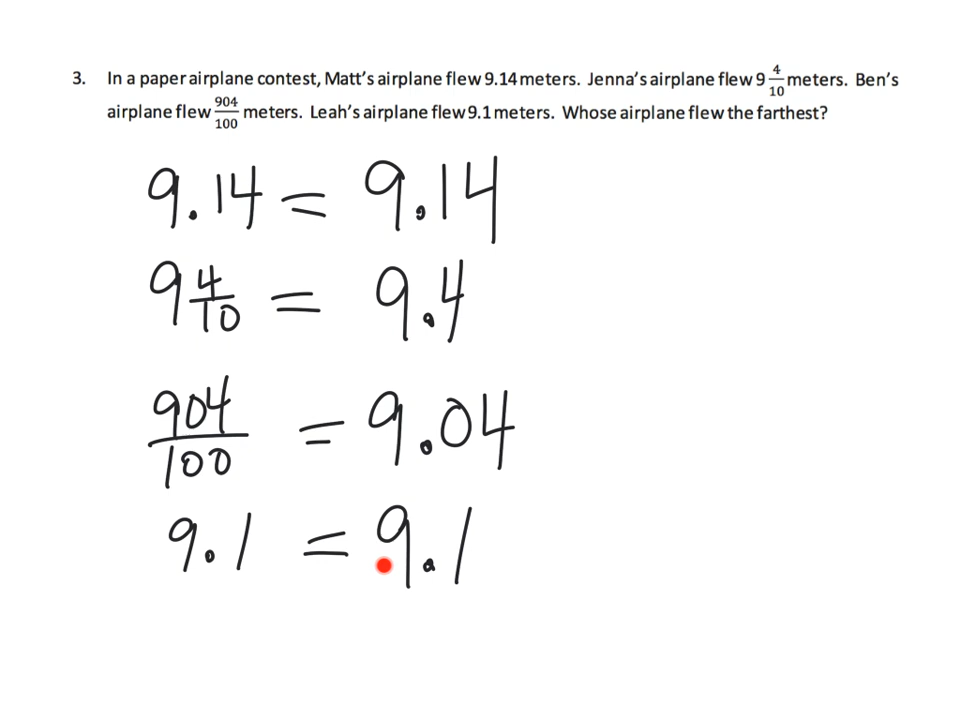 3. In a paper airplane contest, Matt's airplane flew 9.14 meters. Jenna's airplane flew 9 4/10 meters. Ben's
airplane flew 904/100 meters. Leah's airplane flew 9.1 meters. Whose airplane flew the farthest?
9.14 = 9.14
9 4/10 = 9.4
904/100 = 9.04
9.1 = 9.1